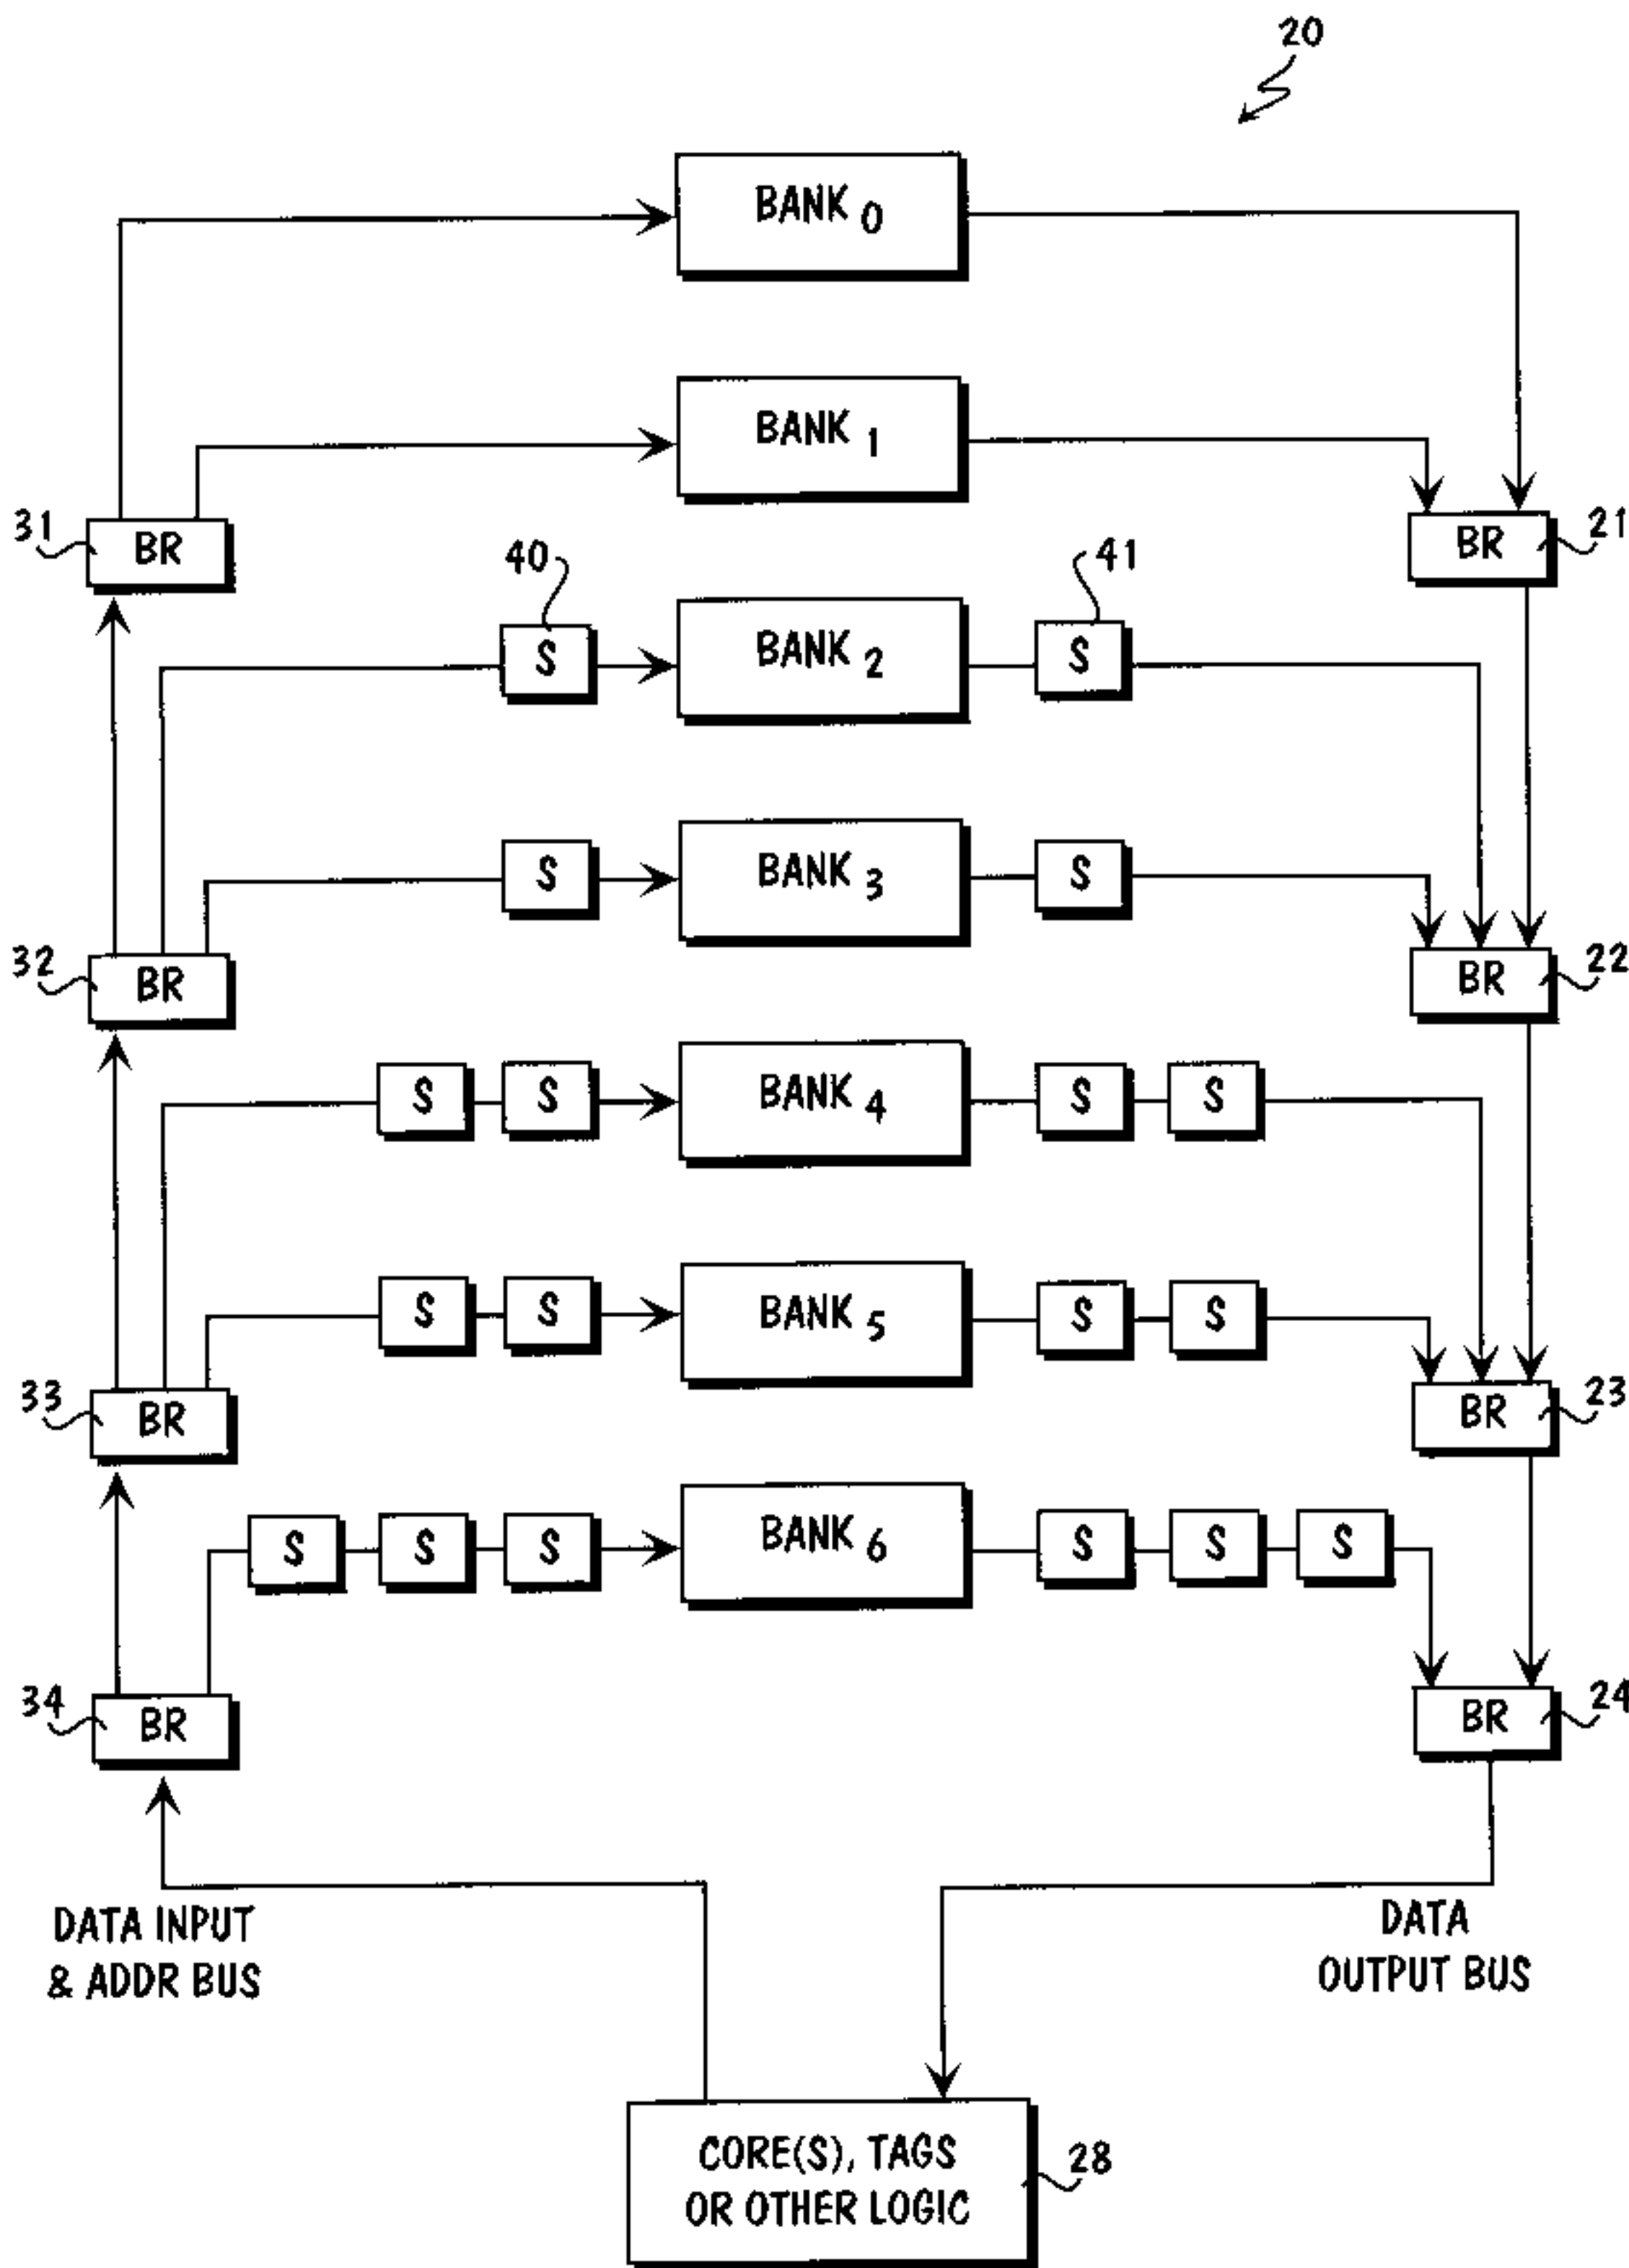 20
BANK 0
BANK 1
31 BR
BR 21
40
41
S BANK 2 S
S BANK 3 S
32 BR
BR 22
S S BANK 4 S S
S S BANK 5 S S
33 BR
BR 23
S S S BANK 6 S S S
34 BR
BR 24
DATA INPUT
& ADDR BUS
DATA
OUTPUT BUS
CORE(S), TAGS
OR OTHER LOGIC
28